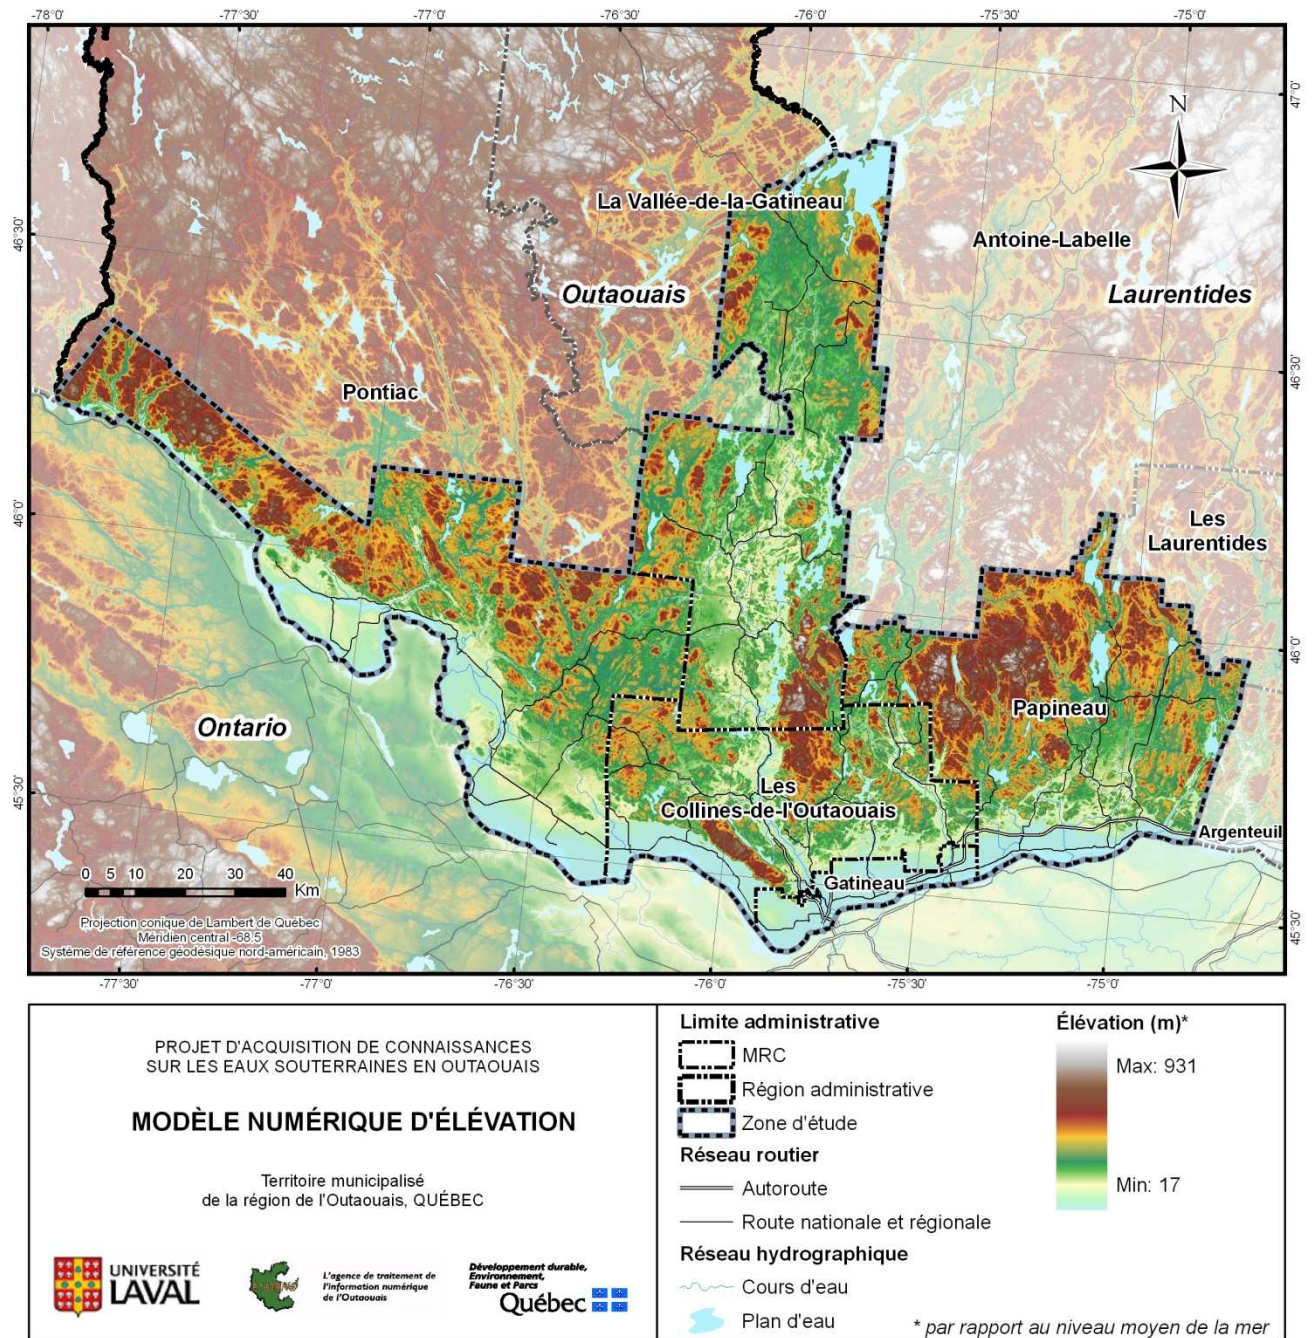 -78°0' -77°30' -77°0' -76°30' -76°0' -75°30' -75°0'
47°0'
N
La Vallée-de-la-Gatineau
46°30'
Antoine-Labelle
Outaouais
Laurentides
46°30'
Pontiac
46°0'
Les
Laurentides
46°0'
Papineau
Ontario
45°30'
Les
Collines-de-l'Outaouais
Argenteuil
Gatineau
0 5 10 20 30 40
Km
Projection conique de Lambert de Québec
Méridien central -68.5
Système de référence géodésique nord-américain, 1983
45°30'
-77°30' -77°0' -76°30' -76°0' -75°30' -75°0'
PROJET D'ACQUISITION DE CONNAISSANCES
SUR LES EAUX SOUTERRAINES EN OUTAOUAIS
MODÈLE NUMÉRIQUE D'ÉLÉVATION
Territoire municipalisé
de la région de l'Outaouais, QUÉBEC
UNIVERSITÉ
LAVAL
L'agence de traitement de
l'information numérique
de l'Outaouais
Développement durable,
Environnement,
Faune et Parcs
Québec
Limite administrative
MRC
Région administrative
Zone d'étude
Réseau routier
Autoroute
Route nationale et régionale
Réseau hydrographique
Cours d'eau
Plan d'eau
Élévation (m)*
Max: 931
Min: 17
* par rapport au niveau moyen de la mer